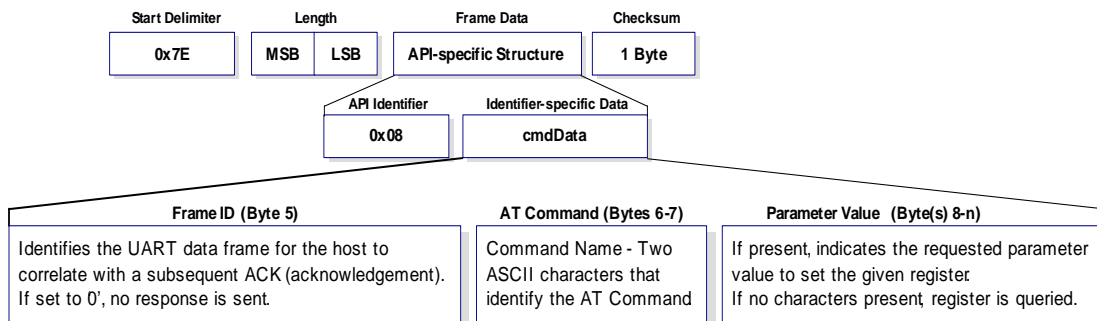 Start Delimiter Length Frame Data Checksum
0x7E MSB LSB API-specific Structure 1 Byte
API Identifier Identifier-specific Data
0x08 cmdData
Frame ID (Byte 5)
Identifies the UART data frame for the host to
correlate with a subsequent ACK (acknowledgement).
If set to 0', no response is sent.
AT Command (Bytes 6-7)
Command Name - Two
ASCII characters that
identify the AT Command
Parameter Value (Byte(s) 8-n)
If present, indicates the requested parameter
value to set the given register.
If no characters present, register is queried.